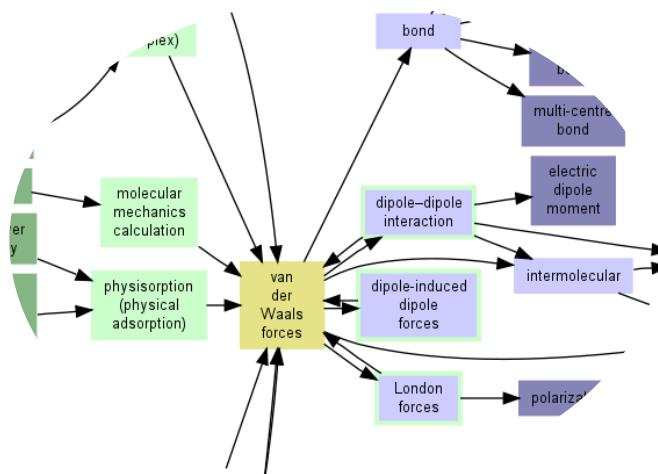 bond
multi-centre
bond
electric
dipole
moment
dipole–dipole
interaction
molecular
mechanics
calculation
van
der
Waals
forces
intermolecular
physisorption
(physical
adsorption)
dipole-induced
dipole
forces
London
forces